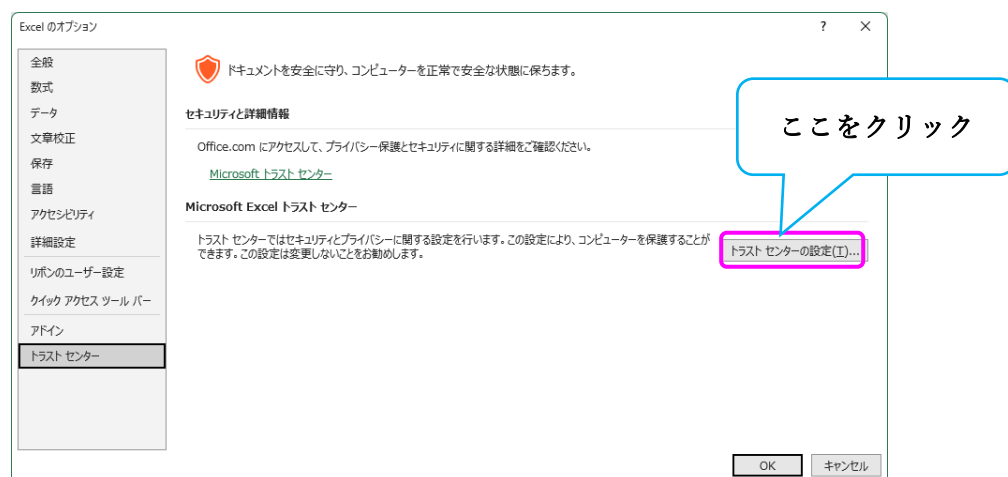 Excel のオプション
? ×
全般
数式
データ
文章校正
保存
言語
アクセシビリティ
詳細設定
リボンのユーザー設定
クイック アクセス ツール バー
アドイン
トラスト センター
ドキュメントを安全に守り、コンピューターを正常で安全な状態に保ちます。
セキュリティと詳細情報
Office.com にアクセスして、プライバシー保護とセキュリティに関する詳細をご確認ください。
Microsoft トラスト センター
Microsoft Excel トラスト センター
トラスト センターではセキュリティとプライバシーに関する設定を行います。この設定により、コンピューターを保護することが
できます。この設定は変更しないことをお勧めします。
トラスト センターの設定(T)...
ここをクリック
OK
キャンセル